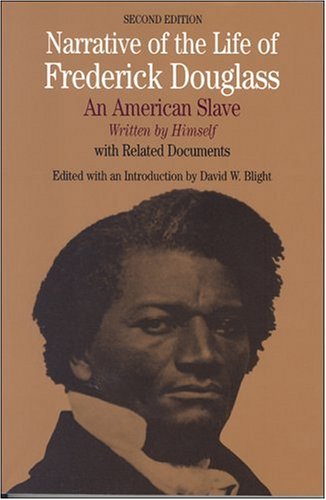 SECOND EDITION
Narrative of the Life of
Frederick Douglass
An American Slave
Written by Himself
with Related Documents
Edited with an Introduction by David W. Blight